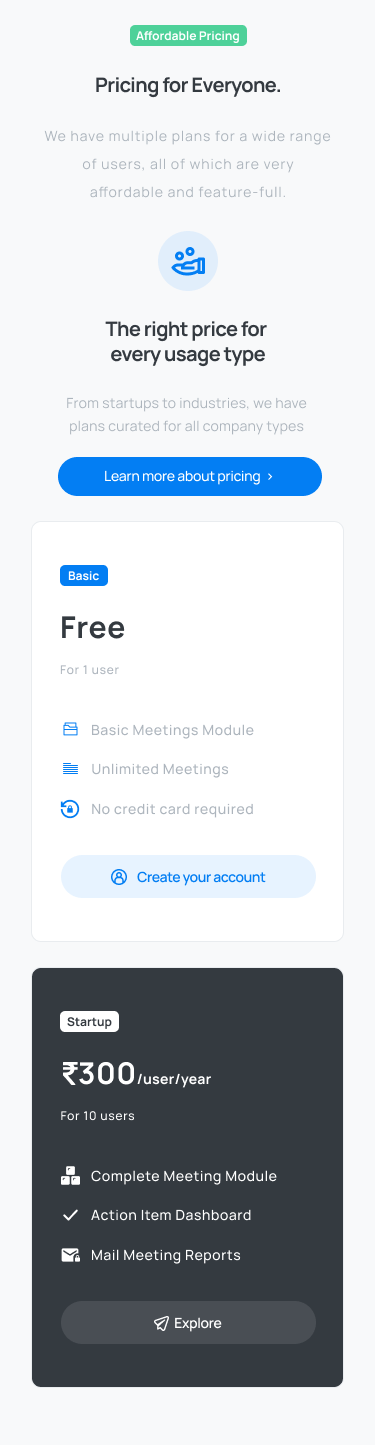 Affordable Pricing
Pricing for Everyone.
We have multiple plans for a wide range
of users, all of which are very
affordable and feature-full.
The right price for
every usage type
From startups to industries, we have
plans curated for all company types
Learn more about pricing ›
Basic
Free
For 1 user
Basic Meetings Module
Unlimited Meetings
No credit card required
Create your account
Startup
₹300/user/year
For 10 users
Complete Meeting Module
Action Item Dashboard
Mail Meeting Reports
Explore